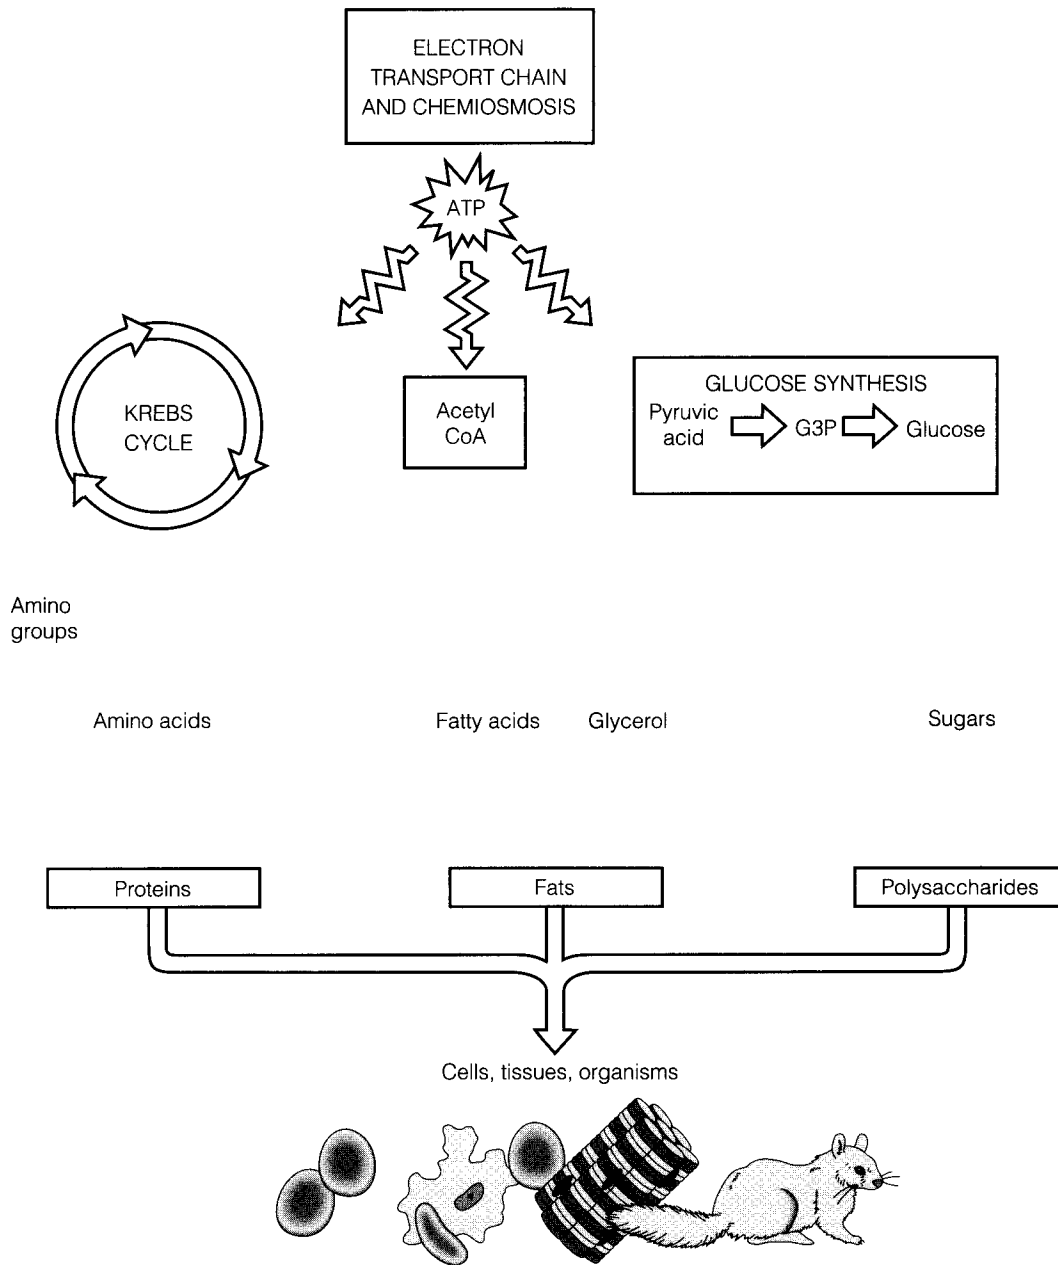 ELECTRON
TRANSPORT CHAIN
AND CHEMIOSMOSIS
ATP
KREBS
CYCLE
Acetyl
CoA
GLUCOSE SYNTHESIS
Pyruvic
acid
G3P
Glucose
Amino
groups
Amino acids
Fatty acids
Glycerol
Sugars
Proteins
Fats
Polysaccharides
Cells, tissues, organisms